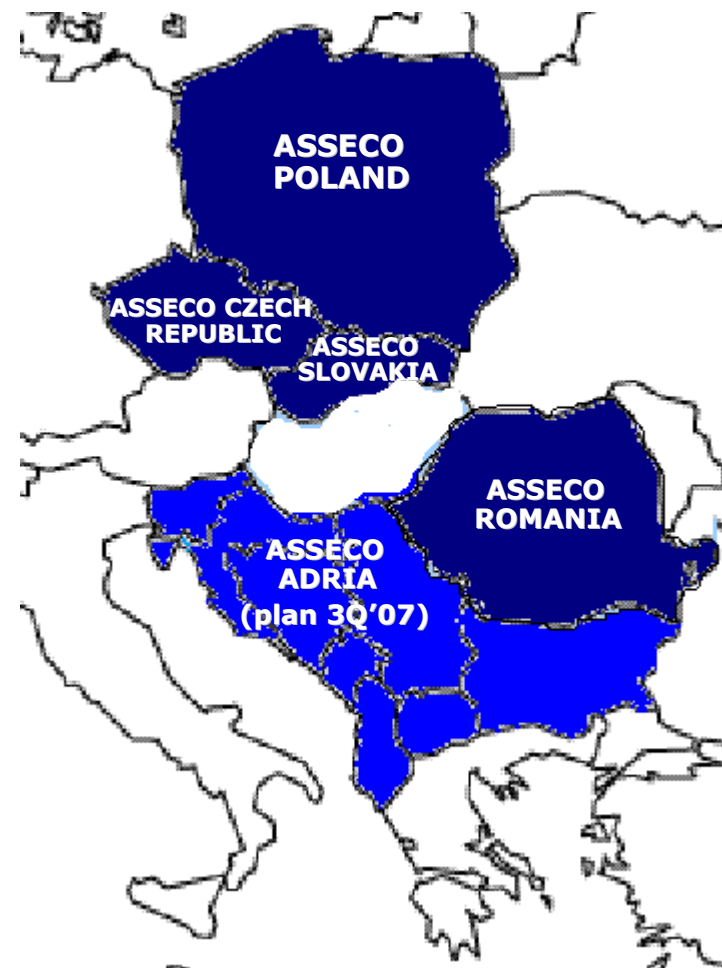 ASSECO
POLAND
ASSECO CZECH
REPUBLIC
ASSECO
SLOVAKIA
ASSECO
ROMANIA
ASSECO
ADRIA
(plan 3Q'07)